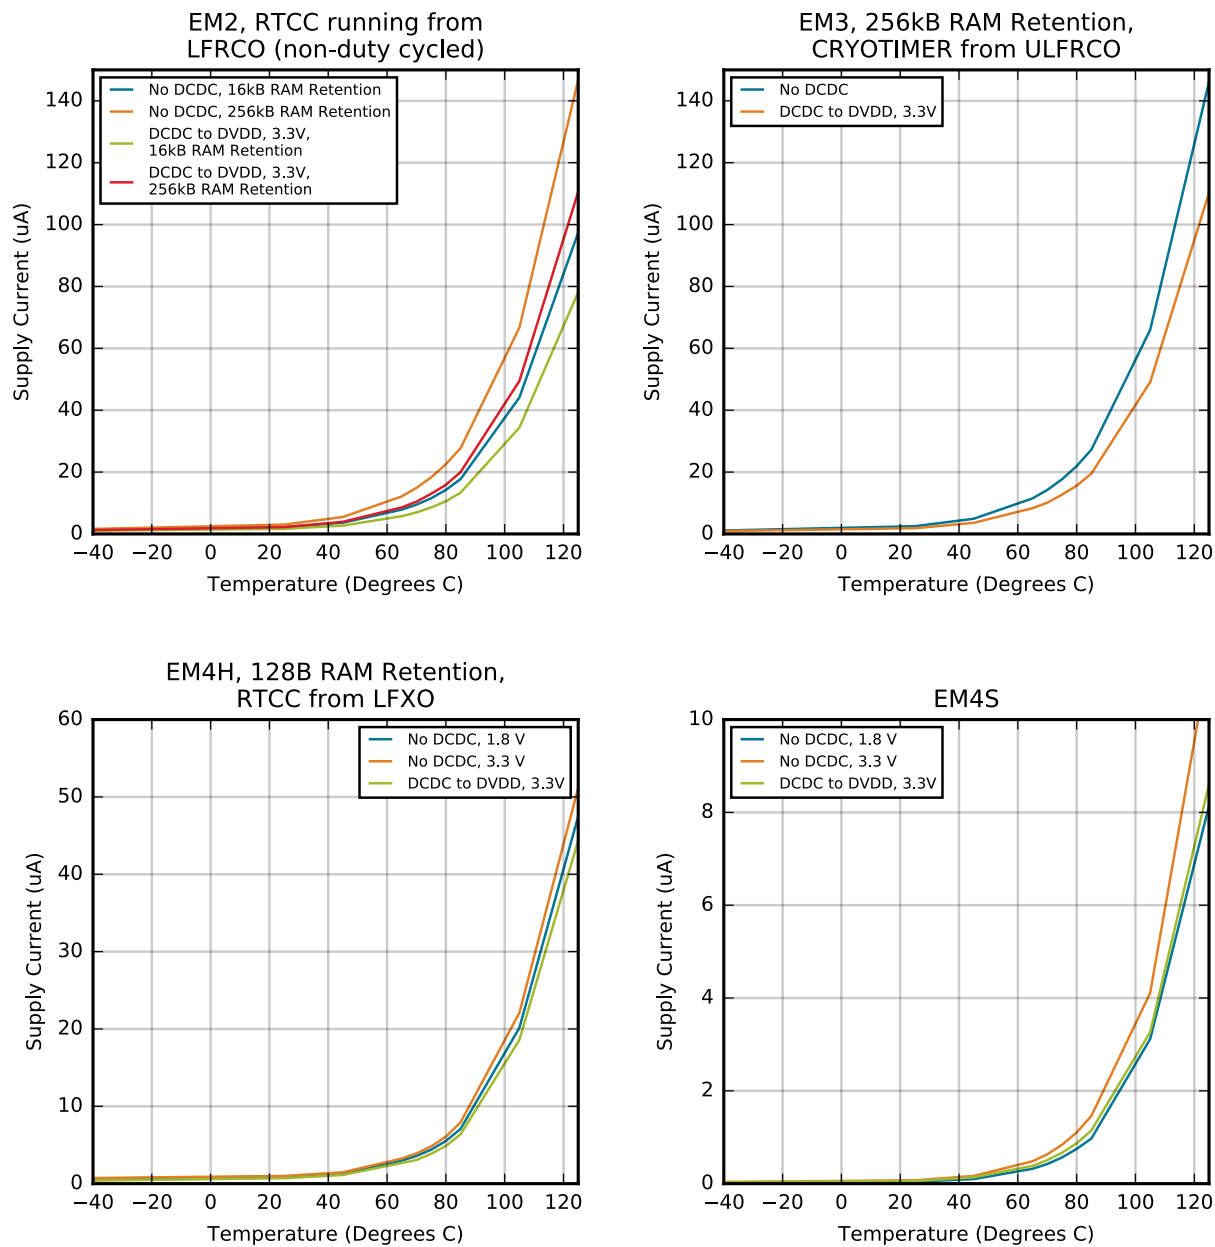 EM2, RTCC running from
LFRCO (non-duty cycled)
No DCDC, 16kB RAM Retention
No DCDC, 256kB RAM Retention
DCDC to DVDD, 3.3V,
16kB RAM Retention
DCDC to DVDD, 3.3V,
256kB RAM Retention
Supply Current (uA)
140
120
100
80
60
40
20
0
−40 −20 0 20 40 60 80 100 120
Temperature (Degrees C)
EM3, 256kB RAM Retention,
CRYOTIMER from ULFRCO
No DCDC
DCDC to DVDD, 3.3V
Supply Current (uA)
140
120
100
80
60
40
20
0
−40 −20 0 20 40 60 80 100 120
Temperature (Degrees C)
EM4H, 128B RAM Retention,
RTCC from LFXO
No DCDC, 1.8 V
No DCDC, 3.3 V
DCDC to DVDD, 3.3V
Supply Current (uA)
60
50
40
30
20
10
0
−40 −20 0 20 40 60 80 100 120
Temperature (Degrees C)
EM4S
No DCDC, 1.8 V
No DCDC, 3.3 V
DCDC to DVDD, 3.3V
Supply Current (uA)
10
8
6
4
2
0
−40 −20 0 20 40 60 80 100 120
Temperature (Degrees C)